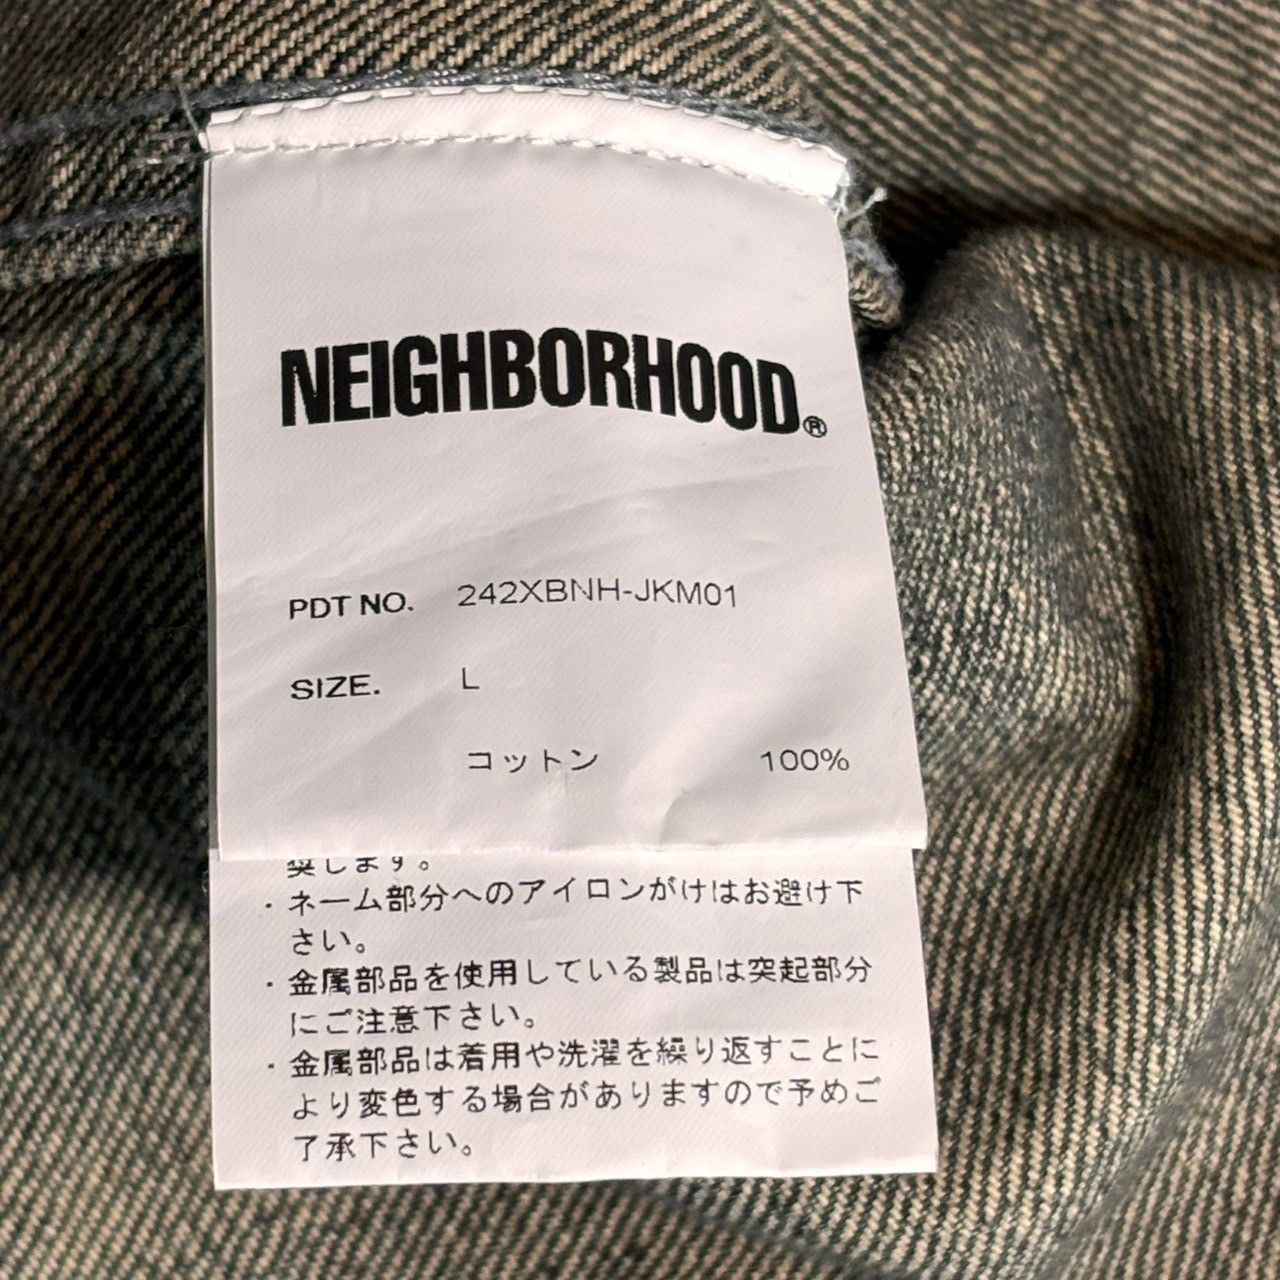 NEIGHBORHOOD®
PDT NO. 242XBNH-JKM01
SIZE. L
コットン 100%
奨します。
・ネーム部分へのアイロンがけはお避け下
さい。
・金属部品を使用している製品は突起部分
にご注意下さい。
・金属部品は着用や洗濯を繰り返すことに
より変色する場合がありますので予めご
了承下さい。